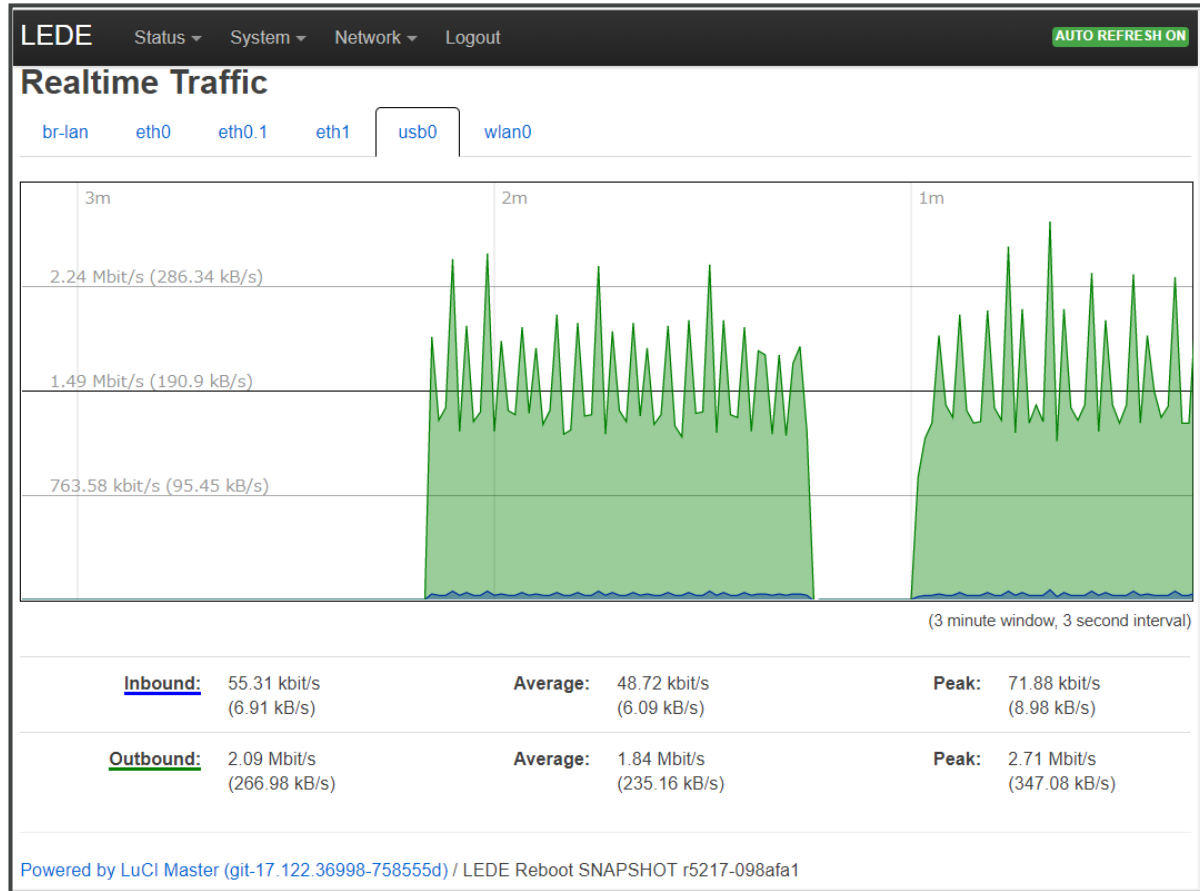 LEDE Status System Network Logout AUTO REFRESH ON
Realtime Traffic
br-lan eth0 eth0.1 eth1 usb0 wlan0
3m 2m 1m
2.24 Mbit/s (286.34 kB/s)
1.49 Mbit/s (190.9 kB/s)
763.58 kbit/s (95.45 kB/s)
(3 minute window, 3 second interval)
Inbound: 55.31 kbit/s Average: 48.72 kbit/s Peak: 71.88 kbit/s
(6.91 kB/s) (6.09 kB/s) (8.98 kB/s)
Outbound: 2.09 Mbit/s Average: 1.84 Mbit/s Peak: 2.71 Mbit/s
(266.98 kB/s) (235.16 kB/s) (347.08 kB/s)
Powered by LuCI Master (git-17.122.36998-758555d) / LEDE Reboot SNAPSHOT r5217-098afa1